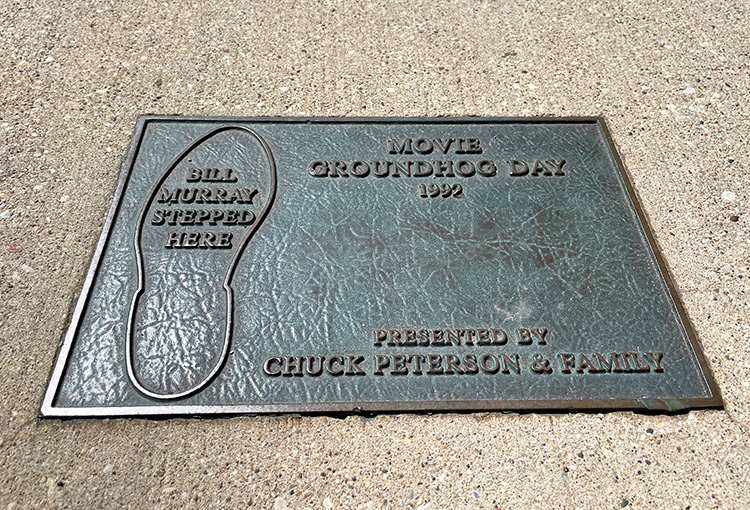 BILL
MURRAY
STEPPED
HERE
MOVIE
GROUNDHOG DAY
1992
PRESENTED BY
CHUCK PETERSON & FAMILY